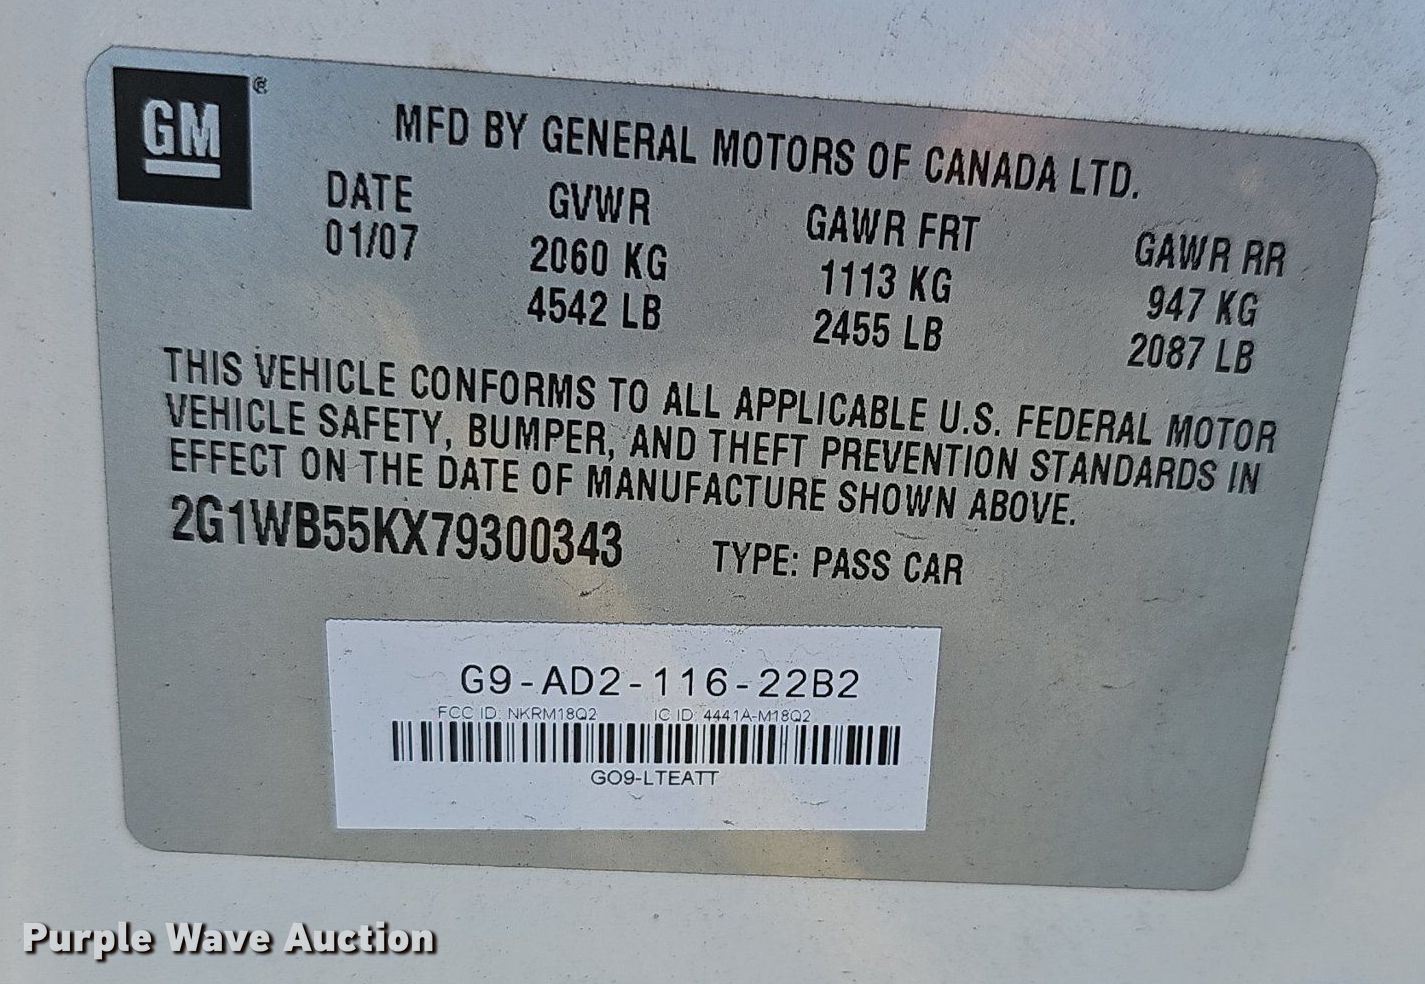 GM®
MFD BY GENERAL MOTORS OF CANADA LTD.
DATE GVWR GAWR FRT GAWR RR
01/07 2060 KG 1113 KG 947 KG
4542 LB 2455 LB 2087 LB
THIS VEHICLE CONFORMS TO ALL APPLICABLE U.S. FEDERAL MOTOR
VEHICLE SAFETY, BUMPER, AND THEFT PREVENTION STANDARDS IN
EFFECT ON THE DATE OF MANUFACTURE SHOWN ABOVE.
2G1WB55KX79300343 TYPE: PASS CAR
G9-AD2-116-22B2
FCC ID: NKRM18Q2 IC ID: 4441A-M18Q2
GO9-LTEATT
Purple Wave Auction